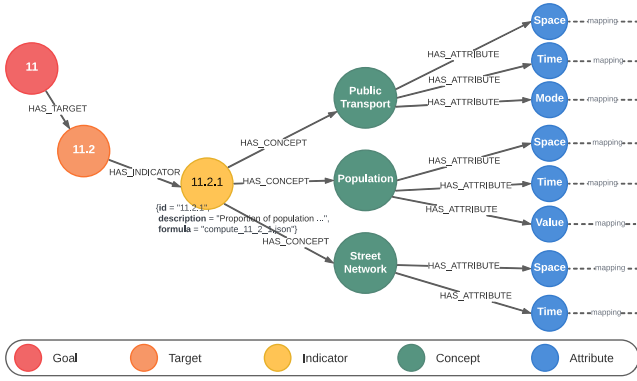 Space
mapping
HAS_ATTRIBUTE
11
Time
mapping
HAS_ATTRIBUTE
Public
Transport
HAS_ATTRIBUTE
Mode
mapping
HAS_TARGET
11.2
HAS_CONCEPT
Space
mapping
HAS_ATTRIBUTE
HAS_INDICATOR
11.2.1
HAS_CONCEPT
Population
HAS_ATTRIBUTE
Time
mapping
{id = "11.2.1",
description = "Proportion of population ...",
formula = "compute_11_2_1.json"}
HAS_ATTRIBUTE
Value
mapping
HAS_CONCEPT
Street
Network
HAS_ATTRIBUTE
Space
mapping
HAS_ATTRIBUTE
Time
mapping
Goal
Target
Indicator
Concept
Attribute